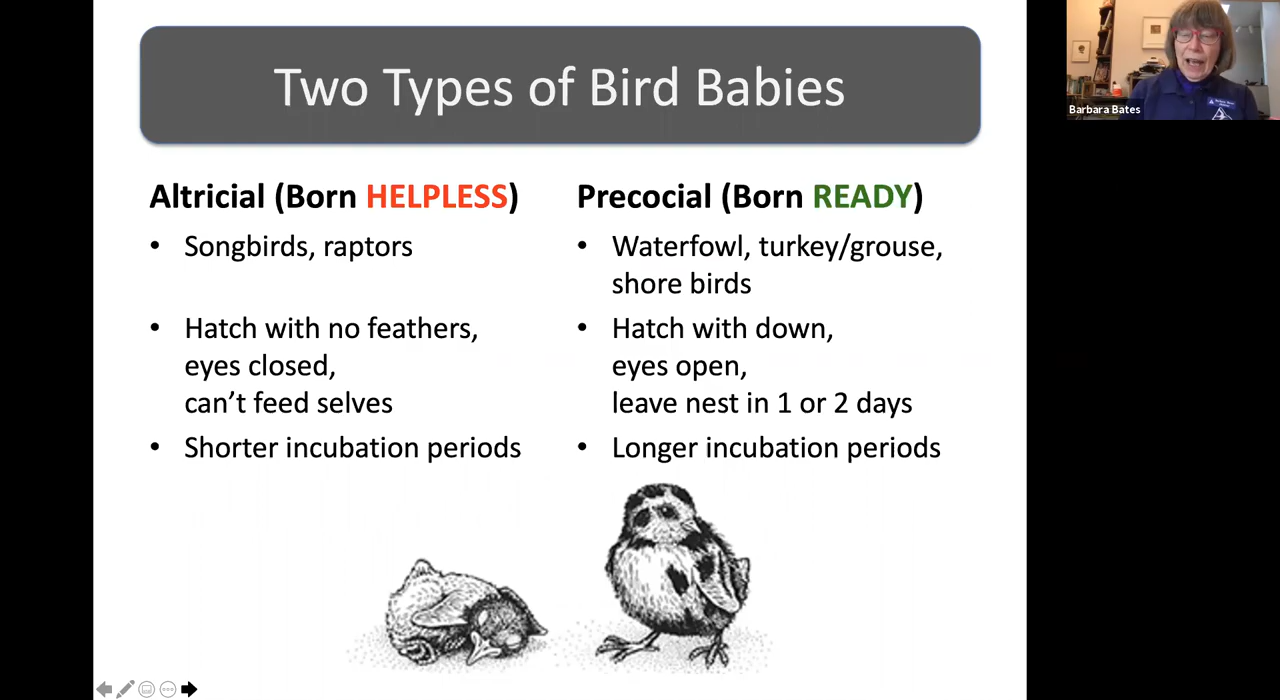 Two Types of Bird Babies
Altricial (Born HELPLESS)
• Songbirds, raptors
• Hatch with no feathers,
eyes closed,
can’t feed selves
• Shorter incubation periods
Precocial (Born READY)
• Waterfowl, turkey/grouse,
shore birds
• Hatch with down,
eyes open,
leave nest in 1 or 2 days
• Longer incubation periods
Barbara Bates